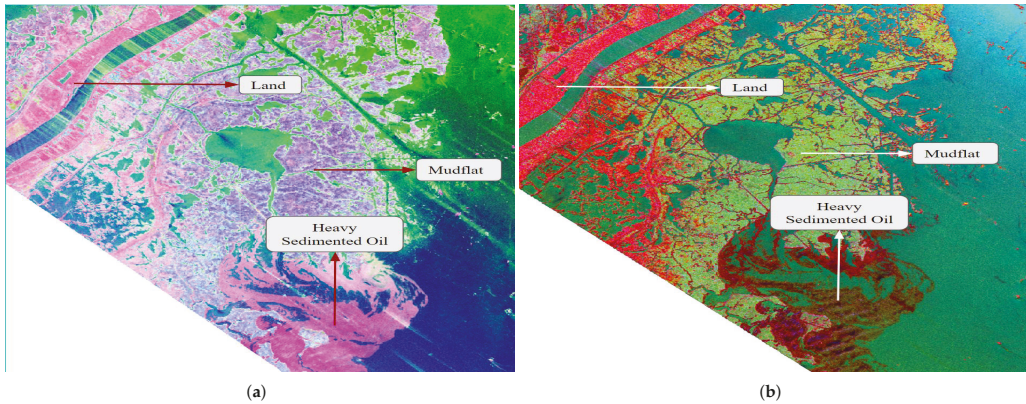 Land
Mudflat
Heavy
Sedimented Oil
(a)
Land
Mudflat
Heavy
Sedimented Oil
(b)